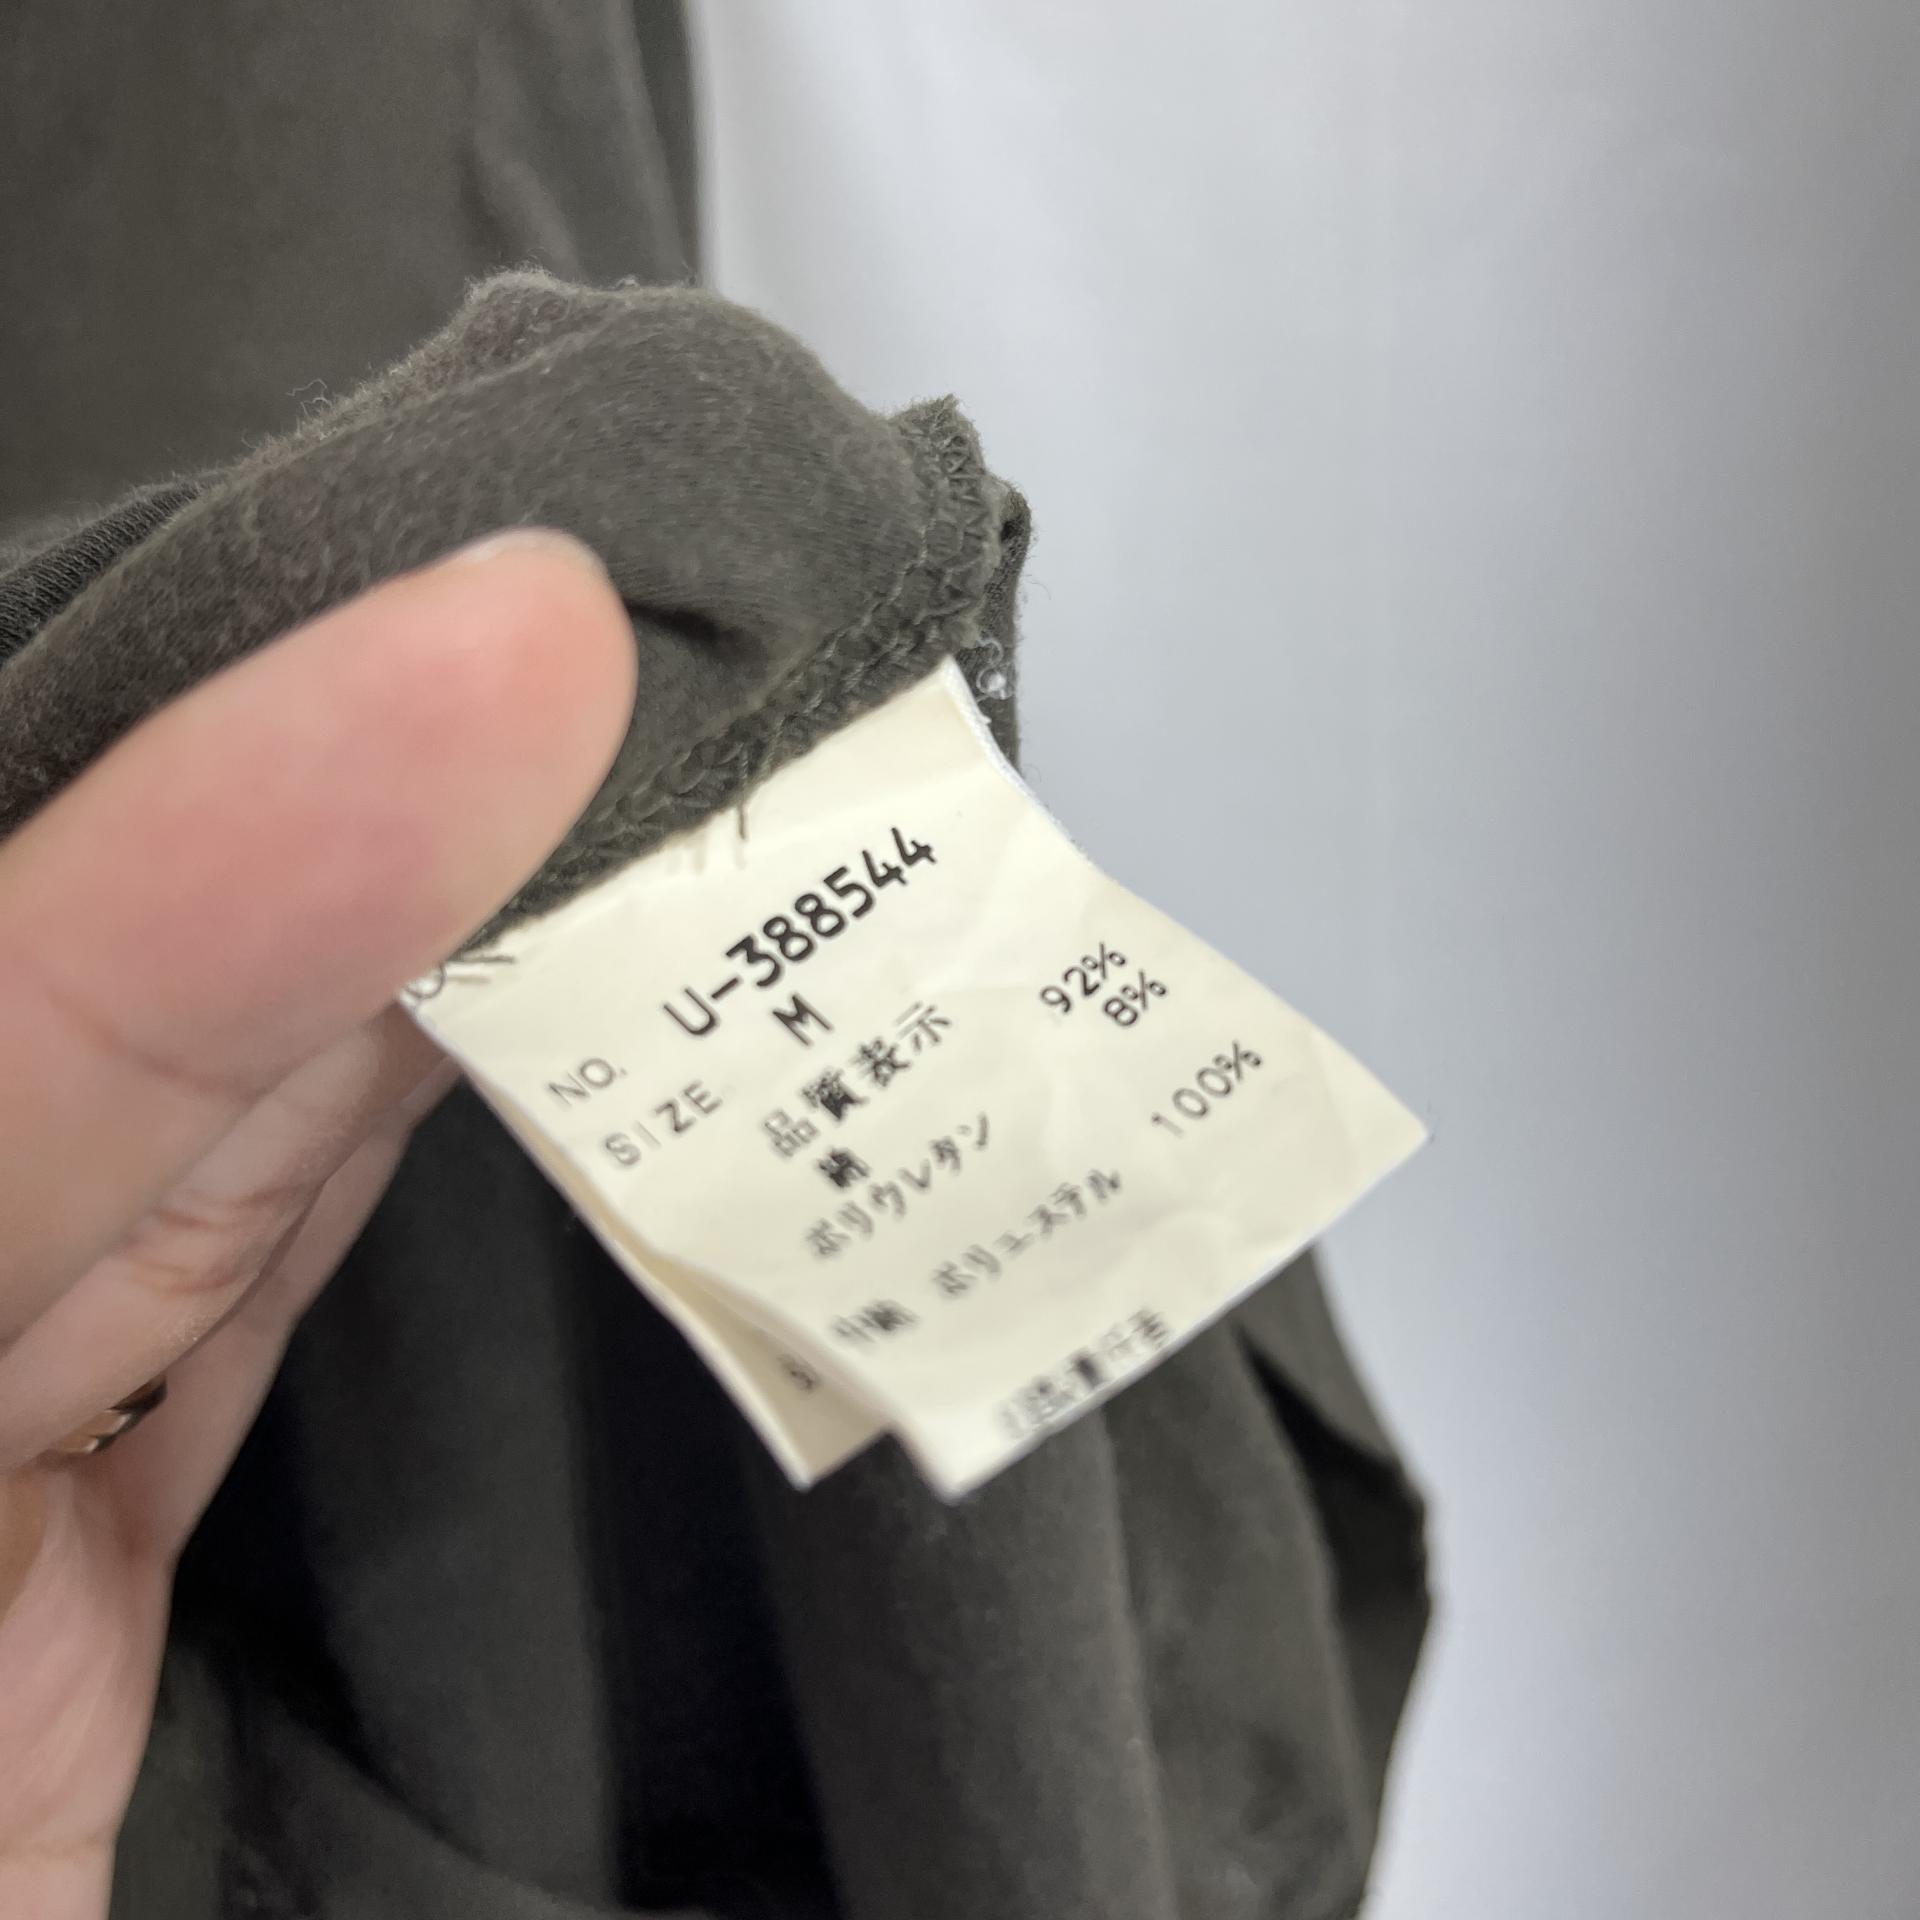 NO. U-388544
SIZE M
品質表示
綿 92%
ポリウレタン 8%
ポリエステル 100%